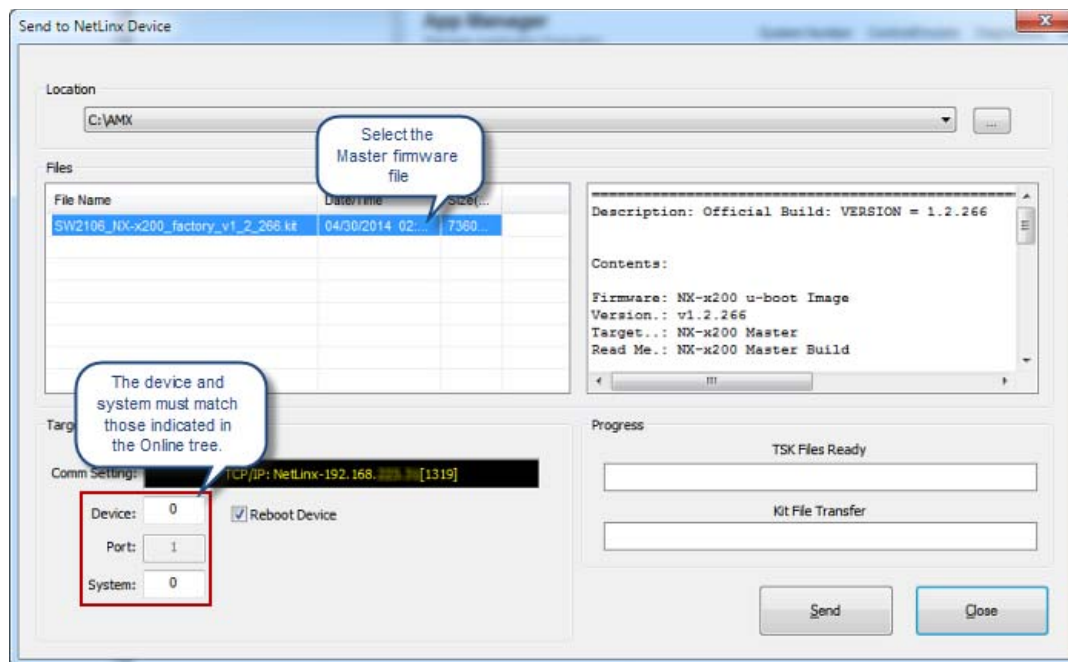 Send to NetLinx Device
App Manager
Location
C:\AMX
...
Select the
Master firmware
file
Files
File Name
Date/Time
Size(...
SW2106_NX-x200_factory_v1_2_266.kit
04/30/2014 02:...
7360...
Description: Official Build: VERSION = 1.2.266
Contents:
Firmware: NX-x200 u-boot Image
Version.: v1.2.266
Target..: NX-x200 Master
Read Me.: NX-x200 Master Build
The device and
system must match
those indicated in
the Online tree.
Targ
Comm Setting:
TCP/IP: NetLinx-192.168. [1319]
Device:
0
Reboot Device
Port:
1
System:
0
Progress
TSK Files Ready
Kit File Transfer
Send
Close